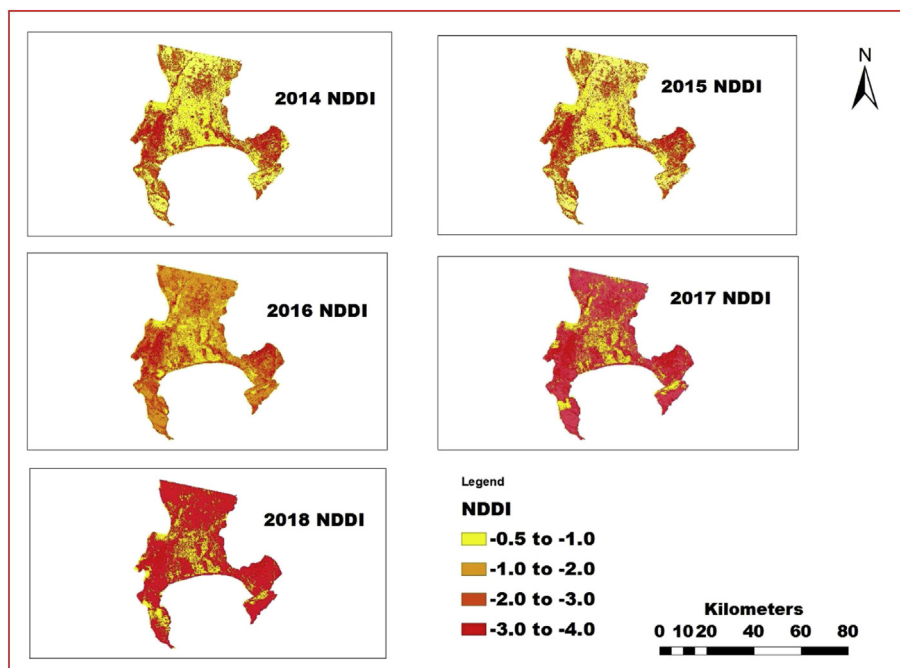 2014 NDDI
2015 NDDI
N
2016 NDDI
2017 NDDI
2018 NDDI
Legend
NDDI
-0.5 to -1.0
-1.0 to -2.0
-2.0 to -3.0
-3.0 to -4.0
Kilometers
0 10 20 40 60 80